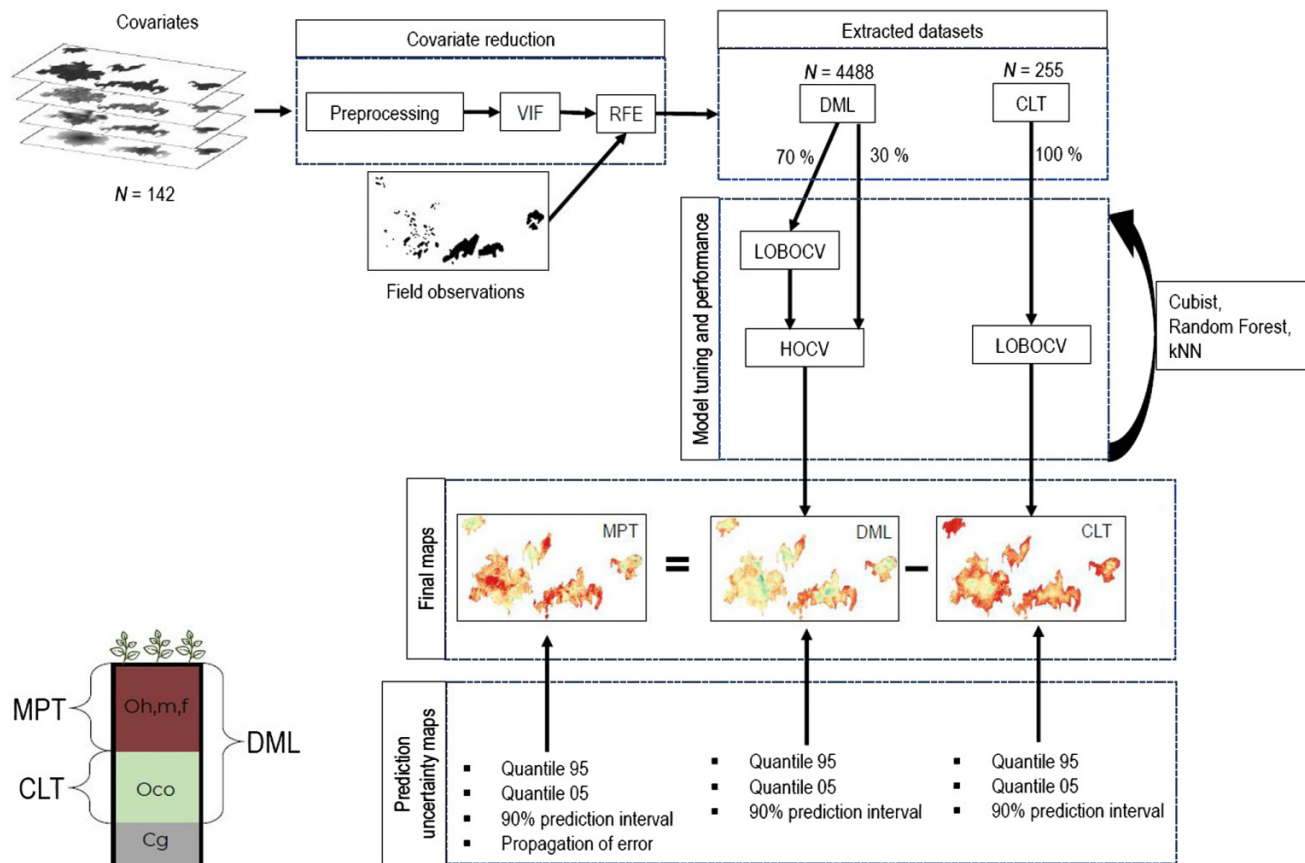 Covariates
N = 142
Covariate reduction
Preprocessing
VIF
RFE
Field observations
Extracted datasets
N = 4488
DML
N = 255
CLT
70 %
30 %
100 %
Model tuning and performance
LOBOCV
HOCV
LOBOCV
Cubist,
Random Forest,
kNN
Final maps
MPT
=
DML
–
CLT
Prediction
uncertainty maps
▪ Quantile 95
▪ Quantile 05
▪ 90% prediction interval
▪ Propagation of error
▪ Quantile 95
▪ Quantile 05
▪ 90% prediction interval
▪ Quantile 95
▪ Quantile 05
▪ 90% prediction interval
MPT
CLT
Oh,m,f
Oco
Cg
DML